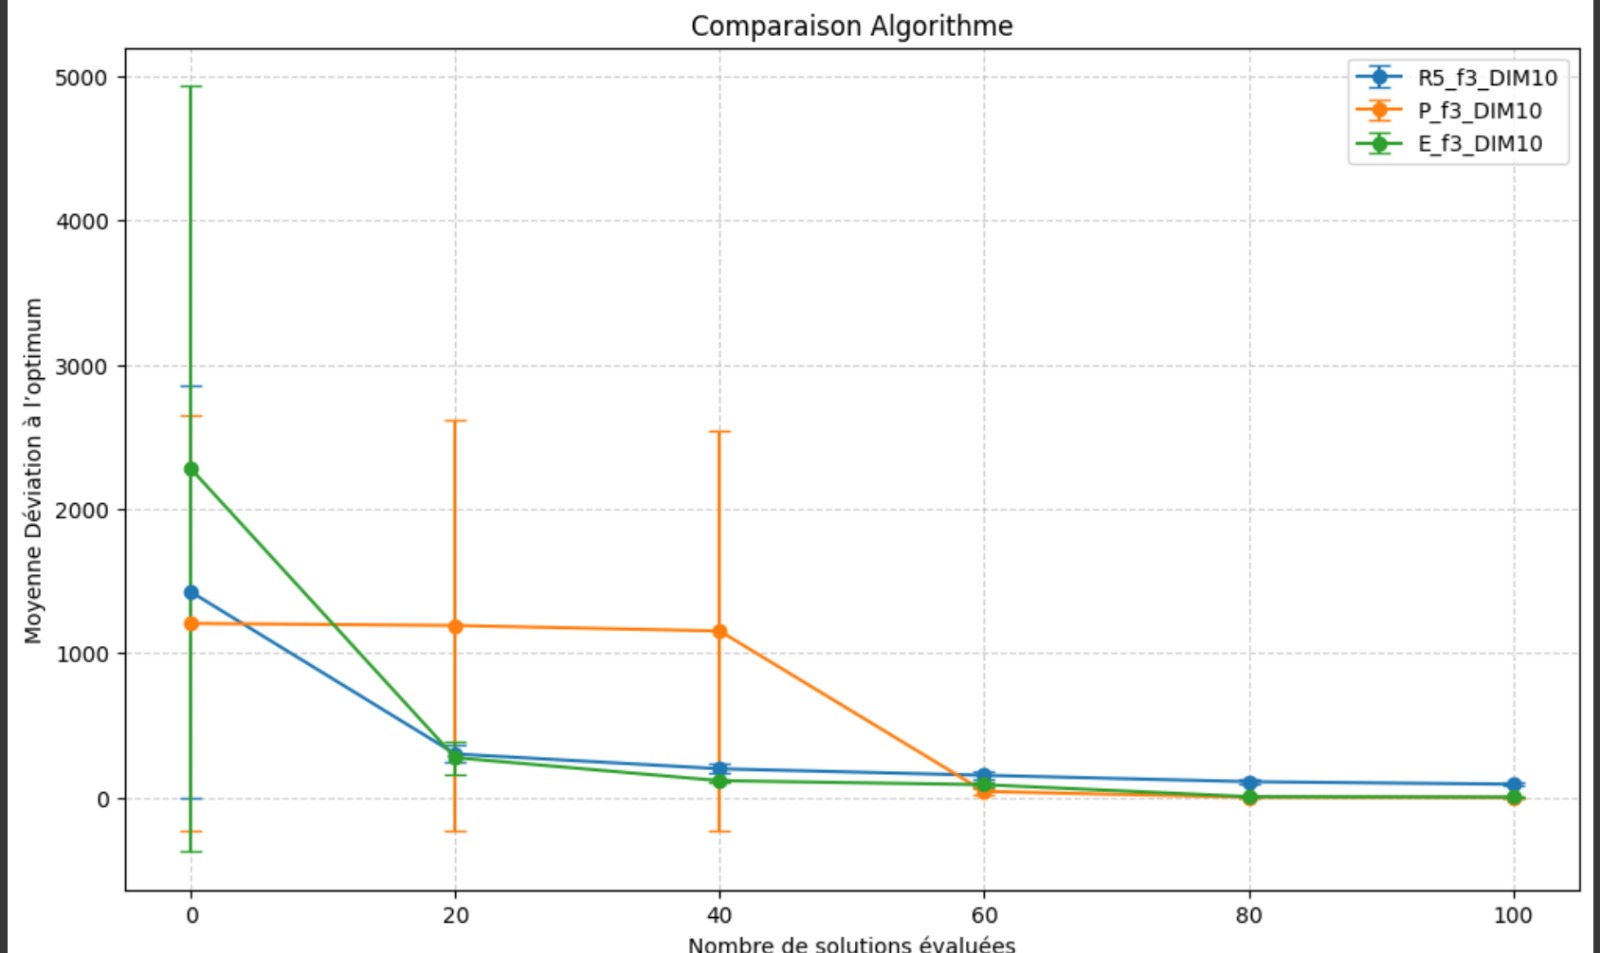 Comparaison Algorithme
R5_f3_DIM10
P_f3_DIM10
E_f3_DIM10
Moyenne Déviation à l'optimum
5000
4000
3000
2000
1000
0
0 20 40 60 80 100
Nombre de solutions évaluées